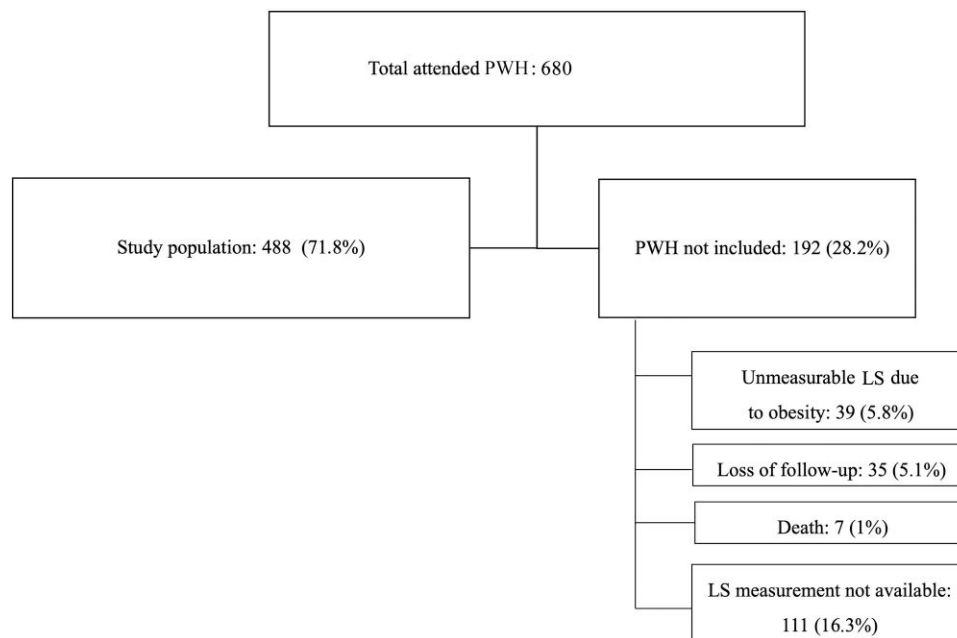 Total attended PWH: 680
Study population: 488 (71.8%)
PWH not included: 192 (28.2%)
Unmeasurable LS due
to obesity: 39 (5.8%)
Loss of follow-up: 35 (5.1%)
Death: 7 (1%)
LS measurement not available:
111 (16.3%)